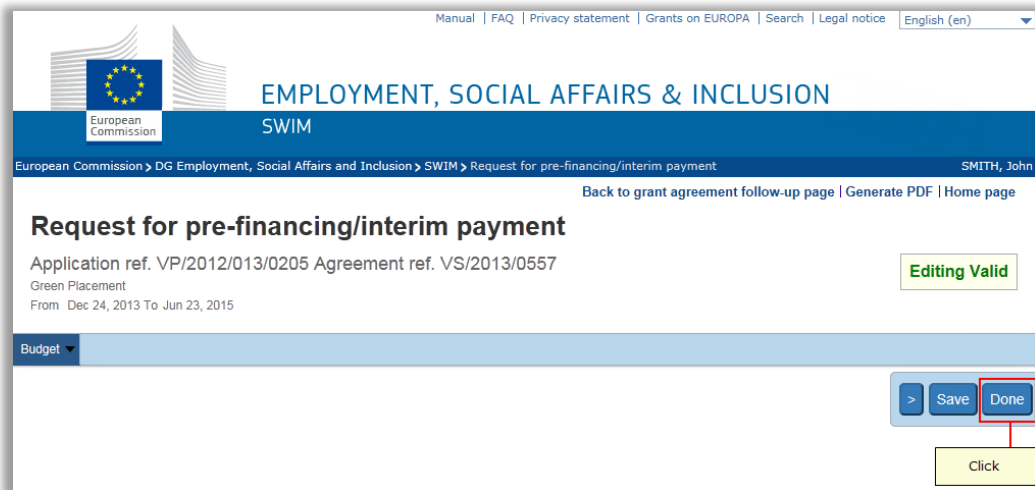 Manual | FAQ | Privacy statement | Grants on EUROPA | Search | Legal notice English (en)
EMPLOYMENT, SOCIAL AFFAIRS & INCLUSION
European
Commission
SWIM
European Commission > DG Employment, Social Affairs and Inclusion > SWIM > Request for pre-financing/interim payment SMITH, John
Back to grant agreement follow-up page | Generate PDF | Home page
Request for pre-financing/interim payment
Application ref. VP/2012/013/0205 Agreement ref. VS/2013/0557
Editing Valid
Green Placement
From Dec 24, 2013 To Jun 23, 2015
Budget
> Save Done
Click